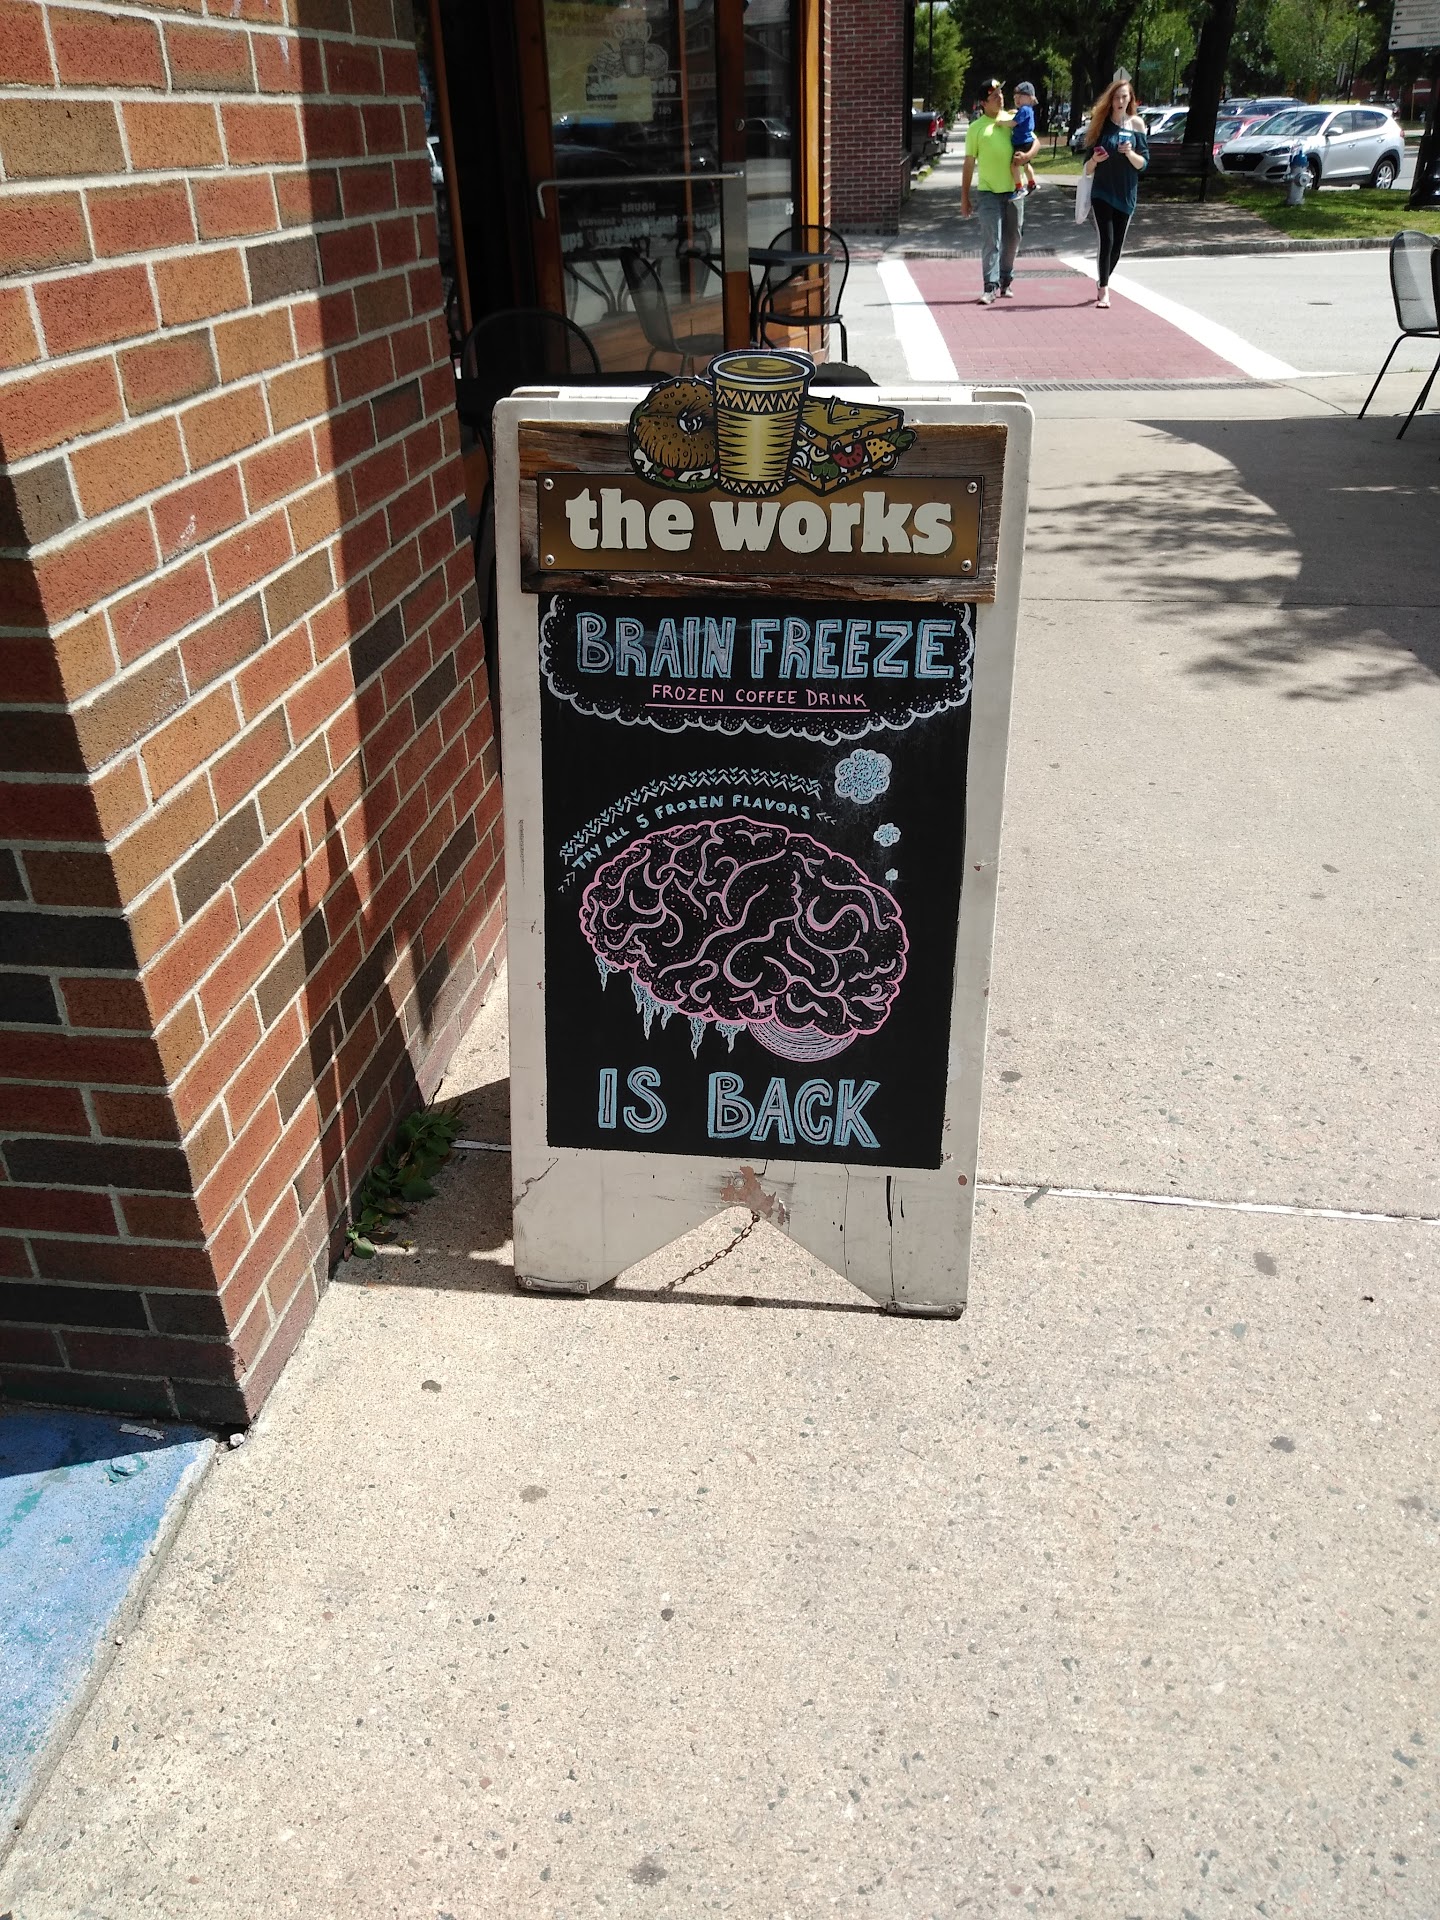 the works
BRAIN FREEZE
FROZEN COFFEE DRINK
TRY ALL 5 FROZEN FLAVORS
IS BACK